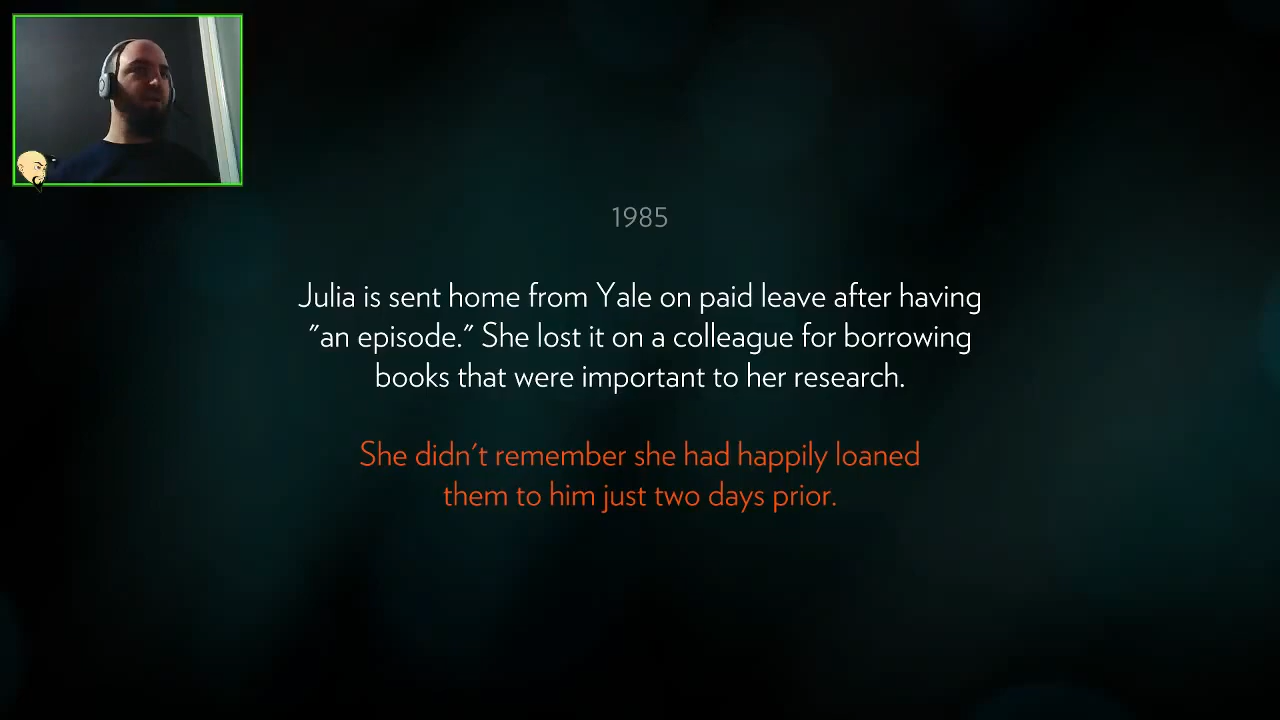 1985
Julia is sent home from Yale on paid leave after having
"an episode." She lost it on a colleague for borrowing
books that were important to her research.
She didn't remember she had happily loaned
them to him just two days prior.